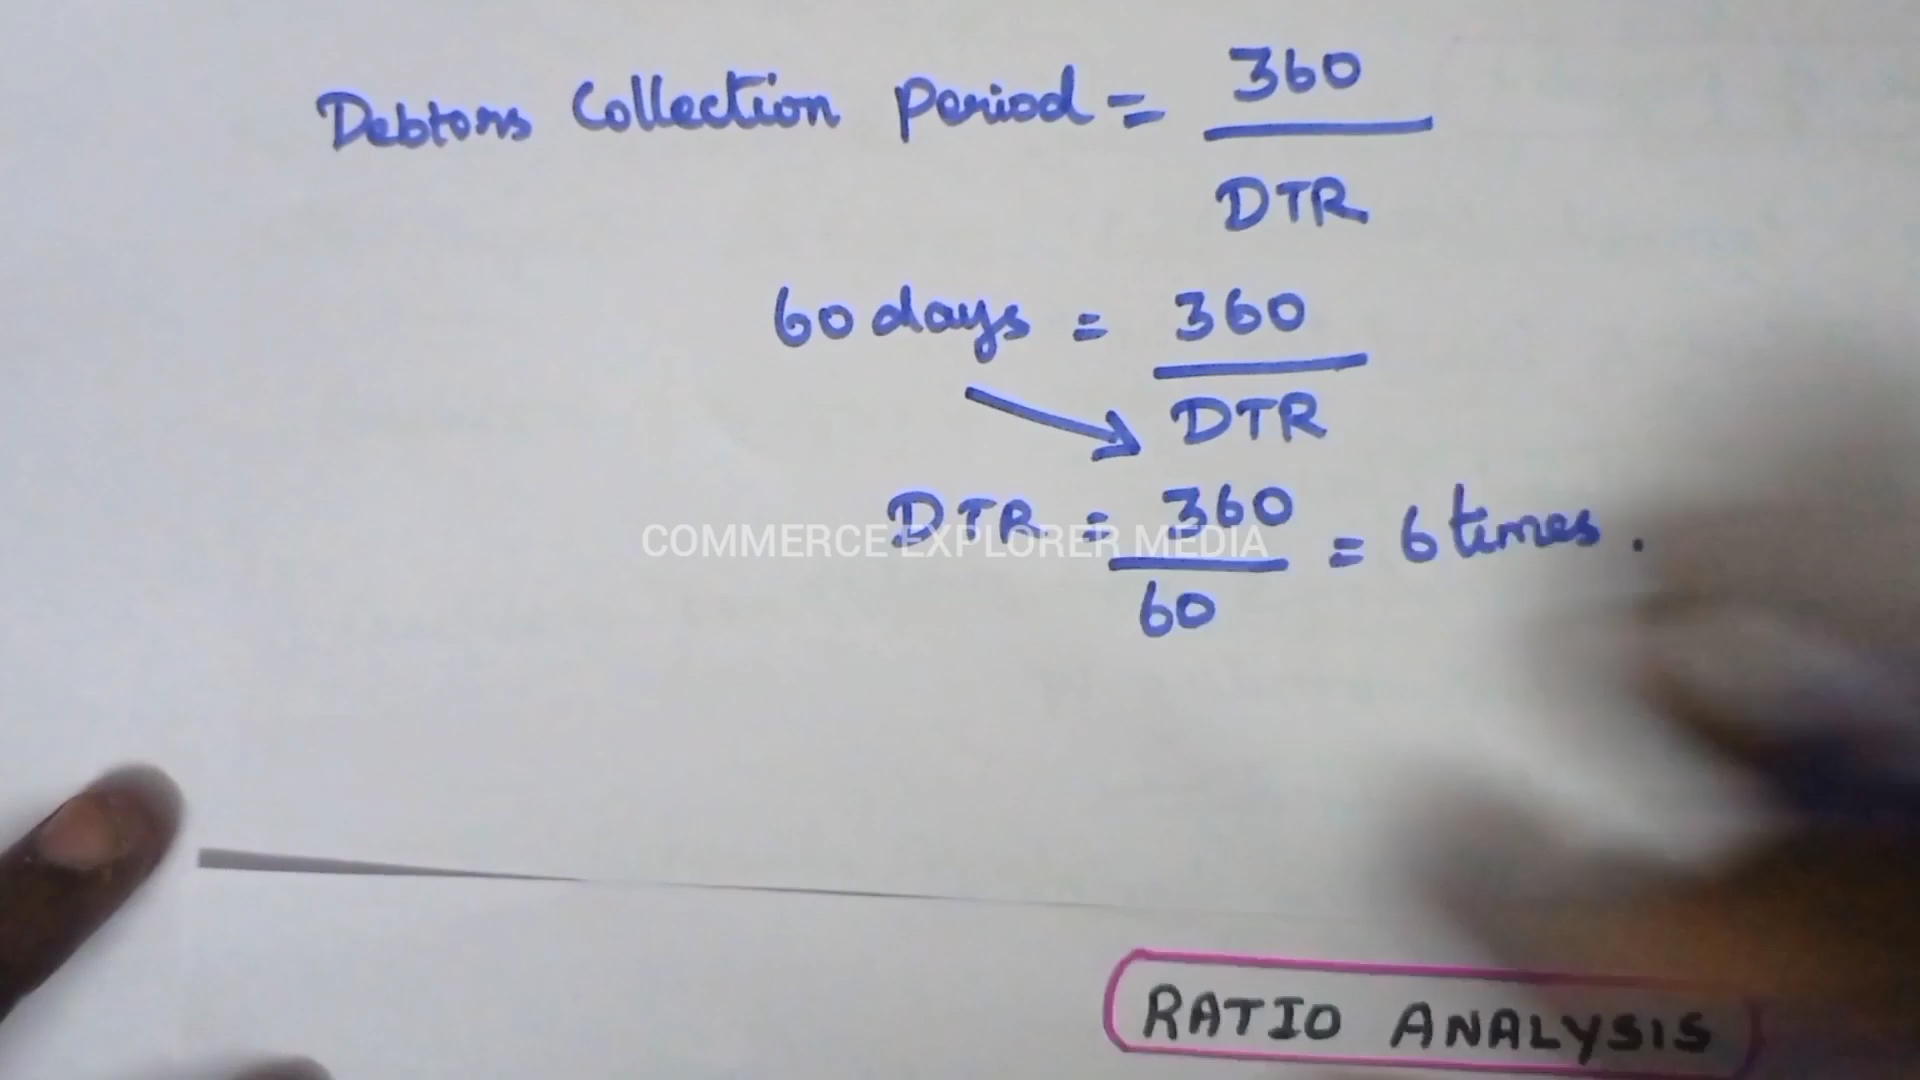 Debtors Collection Period = 360
DTR
60 days = 360
DTR
DTR = 360 = 6 times.
60
COMMERCE EXPLORER MEDIA
RATIO ANALYSIS